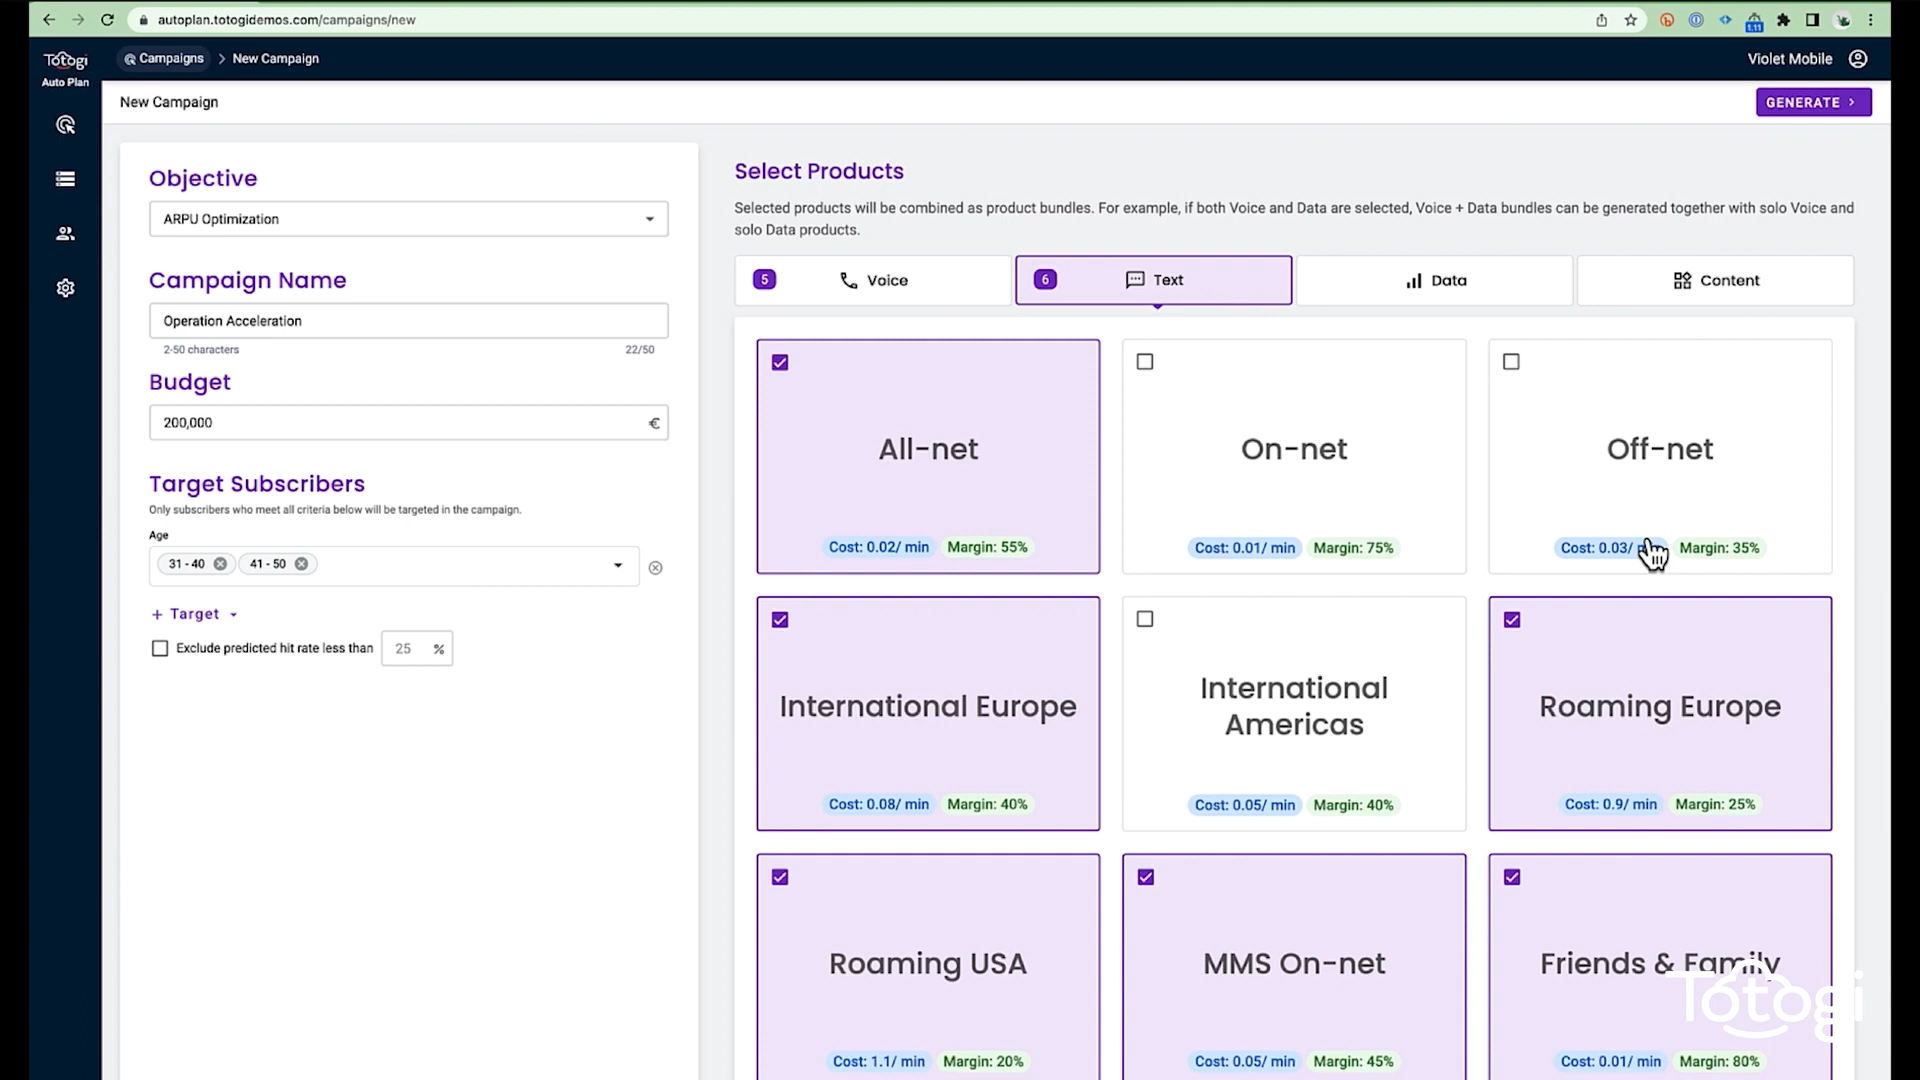 autoplan.totogidemos.com/campaigns/new
1.11
Totogi
Auto Plan
Campaigns > New Campaign
Violet Mobile
New Campaign
GENERATE >
Objective
ARPU Optimization
Campaign Name
Operation Acceleration
2-50 characters
22/50
Budget
200,000
€
Target Subscribers
Only subscribers who meet all criteria below will be targeted in the campaign.
Age
31 - 40
41 - 50
+ Target
Exclude predicted hit rate less than 25 %
Select Products
Selected products will be combined as product bundles. For example, if both Voice and Data are selected, Voice + Data bundles can be generated together with solo Voice and
solo Data products.
5 Voice
6 Text
Data
Content
All-net
Cost: 0.02/ min Margin: 55%
On-net
Cost: 0.01/ min Margin: 75%
Off-net
Cost: 0.03/ Margin: 35%
International Europe
Cost: 0.08/ min Margin: 40%
International
Americas
Cost: 0.05/ min Margin: 40%
Roaming Europe
Cost: 0.9/ min Margin: 25%
Roaming USA
Cost: 1.1/ min Margin: 20%
MMS On-net
Cost: 0.05/ min Margin: 45%
Friends & Family
Cost: 0.01/ min Margin: 80%
Totogi